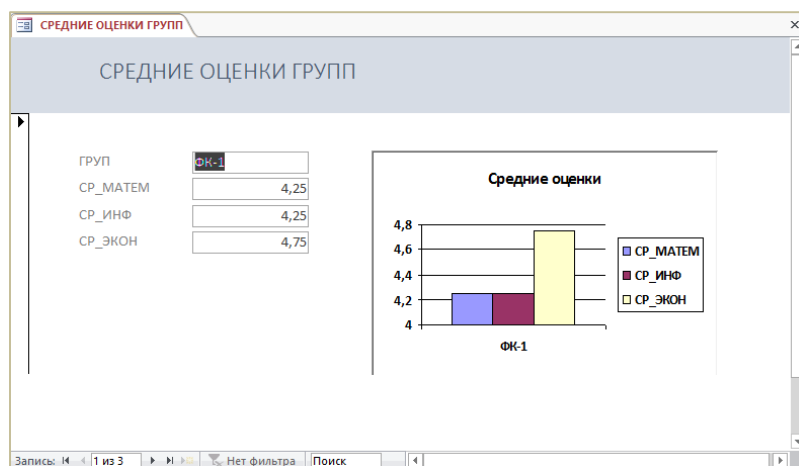 СРЕДНИЕ ОЦЕНКИ ГРУПП
СРЕДНИЕ ОЦЕНКИ ГРУПП
ГРУП ФК-1
СР_МАТЕМ 4,25
СР_ИНФ 4,25
СР_ЭКОН 4,75
Средние оценки
4,8
4,6
4,4
4,2
4
ФК-1
СР_МАТЕМ
СР_ИНФ
СР_ЭКОН
Запись: 1 из 3 Нет фильтра Поиск